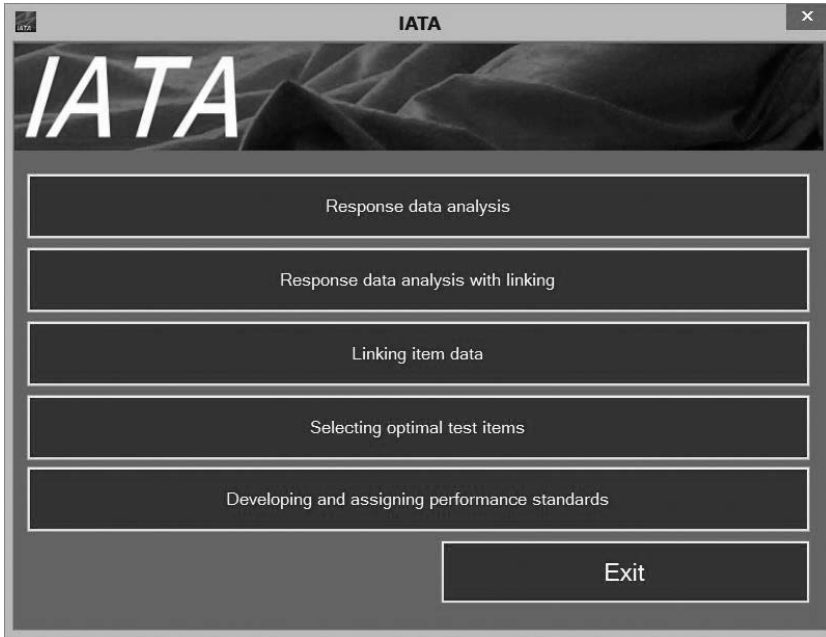 IATA
IATA
Response data analysis
Response data analysis with linking
Linking item data
Selecting optimal test items
Developing and assigning performance standards
Exit